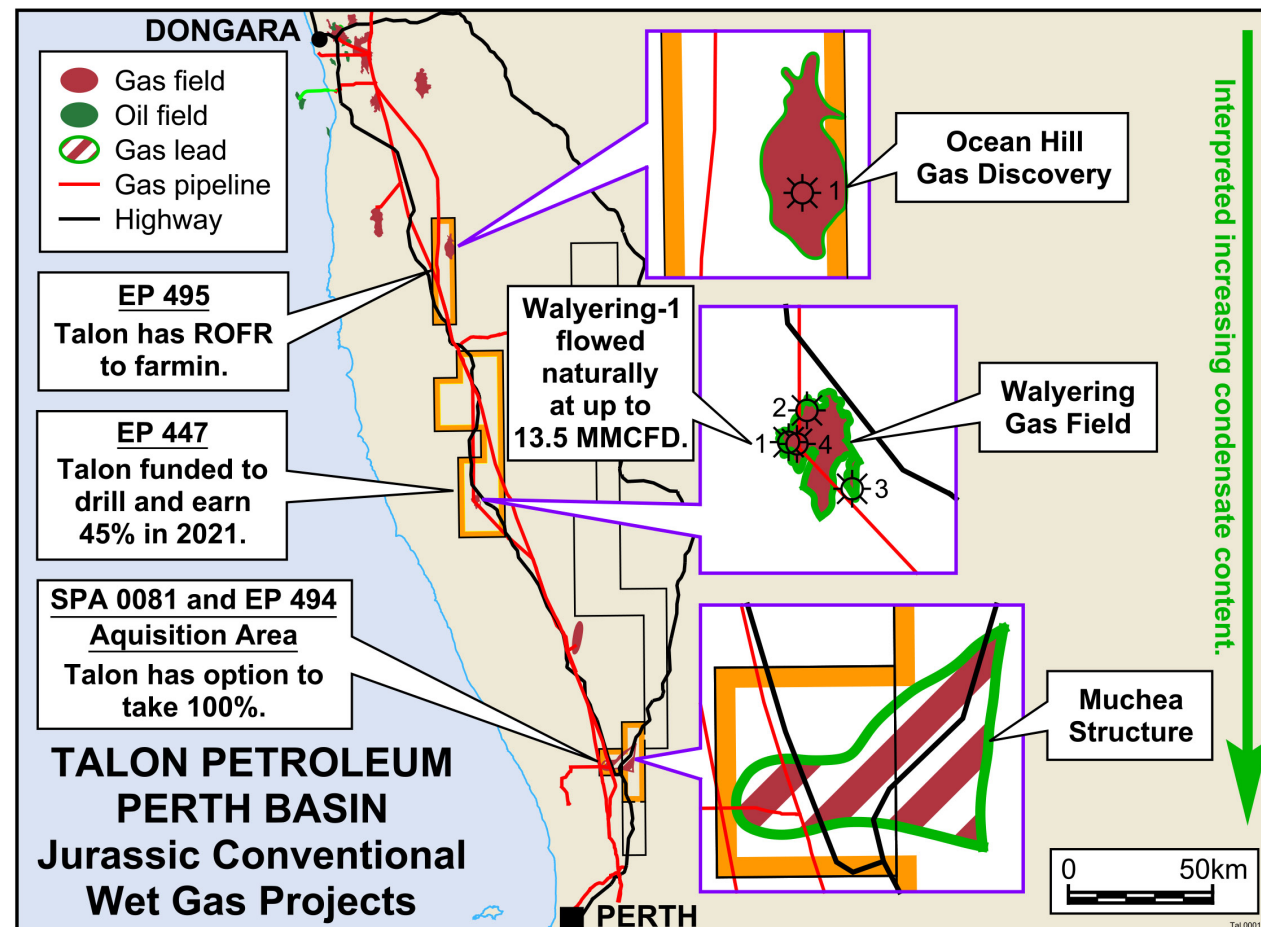 DONGARA
Gas field
Oil field
Gas lead
Gas pipeline
Highway
EP 495
Talon has ROFR
to farmin.
EP 447
Talon funded to
drill and earn
45% in 2021.
SPA 0081 and EP 494
Aquisition Area
Talon has option to
take 100%.
TALON PETROLEUM
PERTH BASIN
Jurassic Conventional
Wet Gas Projects
PERTH
1
Ocean Hill
Gas Discovery
Walyering-1
flowed
naturally
at up to
13.5 MMCFD.
2
1
4
3
Walyering
Gas Field
Muchea
Structure
Interpreted increasing condensate content.
0 50km
Tal 0001